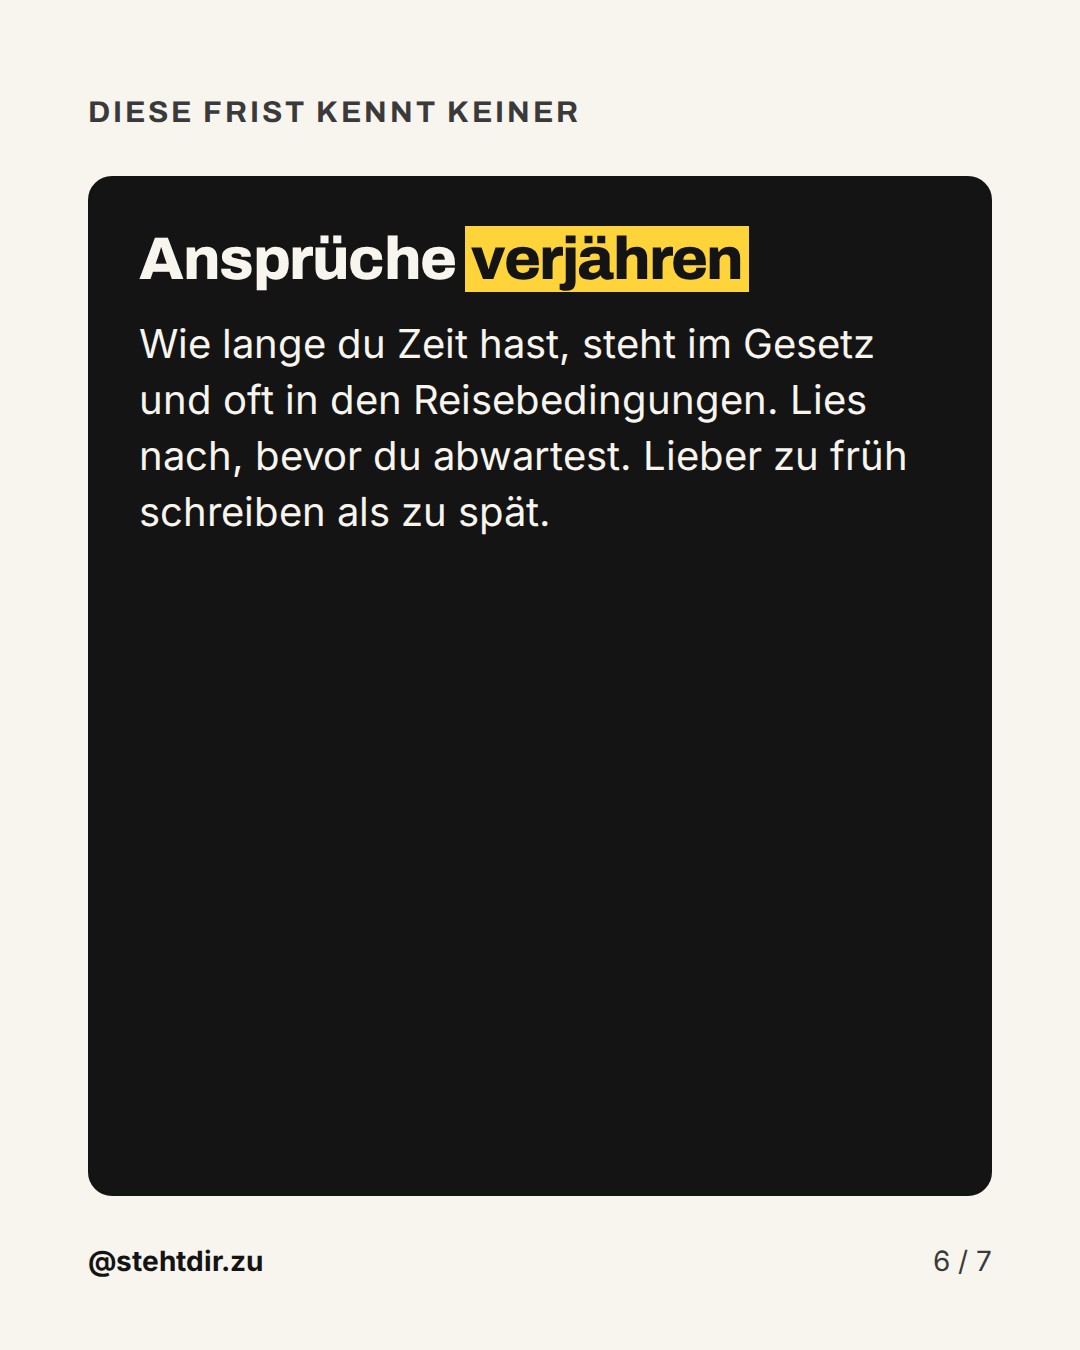 DIESE FRIST KENNT KEINER
Ansprüche verjähren
Wie lange du Zeit hast, steht im Gesetz
und oft in den Reisebedingungen. Lies
nach, bevor du abwartest. Lieber zu früh
schreiben als zu spät.
@stehtdir.zu
6 / 7